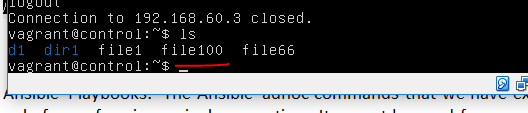 logout
Connection to 192.168.60.3 closed.
vagrant@control:~$ ls
d1 dir1 file1 file100 file66
vagrant@control:~$
Ansible Playbooks. The Ansible adhoc commands that we have ex